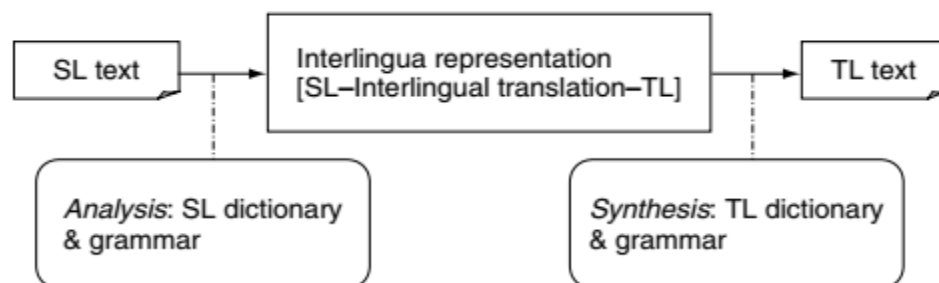 SL text
Interlingua representation
[SL–Interlingual translation–TL]
TL text
Analysis: SL dictionary
& grammar
Synthesis: TL dictionary
& grammar